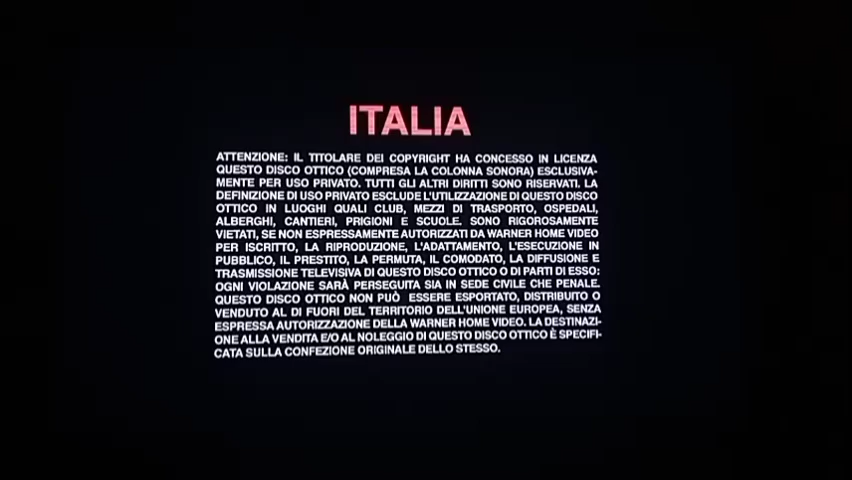 ITALIA
ATTENZIONE: IL TITOLARE DEI COPYRIGHT HA CONCESSO IN LICENZA
QUESTO DISCO OTTICO (COMPRESA LA COLONNA SONORA) ESCLUSIVA-
MENTE PER USO PRIVATO. TUTTI GLI ALTRI DIRITTI SONO RISERVATI. LA
DEFINIZIONE DI USO PRIVATO ESCLUDE L'UTILIZZAZIONE DI QUESTO DISCO
OTTICO IN LUOGHI QUALI CLUB, MEZZI DI TRASPORTO, OSPEDALI,
ALBERGHI, CANTIERI, PRIGIONI E SCUOLE. SONO RIGOROSAMENTE
VIETATI, SE NON ESPRESSAMENTE AUTORIZZATI DA WARNER HOME VIDEO
PER ISCRITTO, LA RIPRODUZIONE, L'ADATTAMENTO, L'ESECUZIONE IN
PUBBLICO, IL PRESTITO, LA PERMUTA, IL COMODATO, LA DIFFUSIONE E
TRASMISSIONE TELEVISIVA DI QUESTO DISCO OTTICO O DI PARTI DI ESSO:
OGNI VIOLAZIONE SARÀ PERSEGUITA SIA IN SEDE CIVILE CHE PENALE.
QUESTO DISCO OTTICO NON PUÒ ESSERE ESPORTATO, DISTRIBUITO O
VENDUTO AL DI FUORI DEL TERRITORIO DELL'UNIONE EUROPEA, SENZA
ESPRESSA AUTORIZZAZIONE DELLA WARNER HOME VIDEO. LA DESTINAZI-
ONE ALLA VENDITA E/O AL NOLEGGIO DI QUESTO DISCO OTTICO È SPECIFI-
CATA SULLA CONFEZIONE ORIGINALE DELLO STESSO.